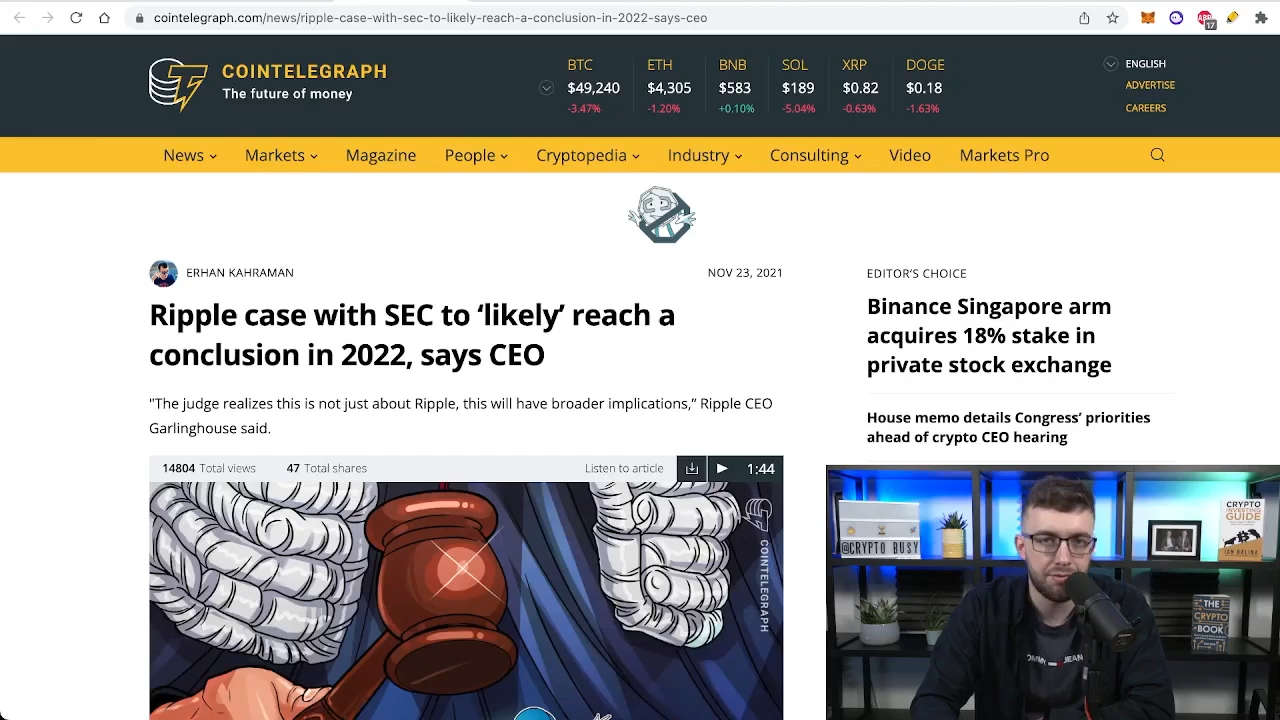 cointelegraph.com/news/ripple-case-with-sec-to-likely-reach-a-conclusion-in-2022-says-ceo
ABP
17
COINTELEGRAPH
The future of money
BTC ETH BNB SOL XRP DOGE
$49,240 $4,305 $583 $189 $0.82 $0.18
-3.47% -1.20% +0.10% -5.04% -0.63% -1.63%
ENGLISH
ADVERTISE
CAREERS
News Markets Magazine People Cryptopedia Industry Consulting Video Markets Pro
ERHAN KAHRAMAN
NOV 23, 2021
Ripple case with SEC to ‘likely’ reach a
conclusion in 2022, says CEO
"The judge realizes this is not just about Ripple, this will have broader implications,” Ripple CEO
Garlinghouse said.
14804 Total views 47 Total shares Listen to article 1:44
COINTELEGRAPH
EDITOR'S CHOICE
Binance Singapore arm
acquires 18% stake in
private stock exchange
House memo details Congress’ priorities
ahead of crypto CEO hearing
@CRYPTO BUSY
CRYPTO
INVESTING
GUIDE
IAN BALINA
THE
CRYPTO
BOOK
JEAN